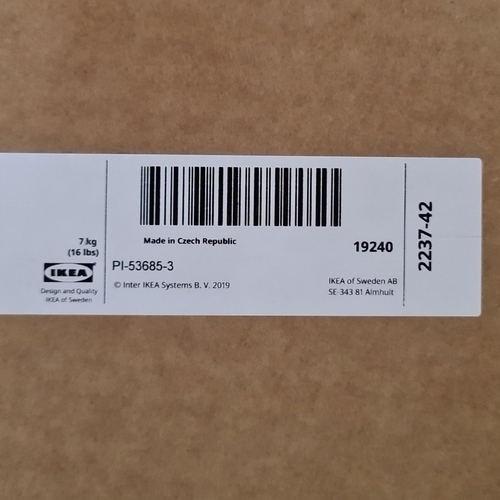 7 kg
(16 lbs)
IKEA
Design and Quality
IKEA of Sweden
Made in Czech Republic
19240
PI-53685-3
© Inter IKEA Systems B. V. 2019
IKEA of Sweden AB
SE-343 81 Älmhult
2237-42